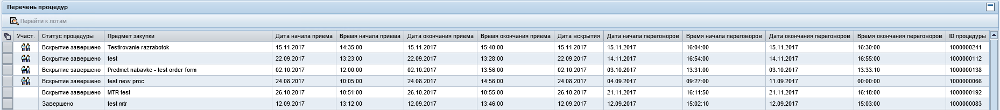 Перечень процедур
Перейти к лотам
Участ. Статус процедуры Предмет закупки Дата начала приема Время начала приема Дата окончания приема Время окончания приема Дата вскрытия Дата начала переговоров Время начала переговоров Дата окончания переговоров Время окончания переговоров ID процедуры
Вскрытие завершено Testirovanie razrabotok 15.11.2017 14:35:00 15.11.2017 15:40:00 15.11.2017 15.11.2017 16:04:00 15.11.2017 16:30:00 1000000241
Вскрытие завершено test 22.09.2017 13:23:00 22.09.2017 13:28:00 22.09.2017 14.11.2017 16:54:00 14.11.2017 16:55:00 1000000112
Вскрытие завершено Predmet nabavke - test order form 02.10.2017 12:00:00 02.10.2017 13:56:00 02.10.2017 03.10.2017 13:31:00 03.10.2017 13:33:10 1000000138
Вскрытие завершено test new proc 24.08.2017 10:05:00 24.08.2017 14:56:00 24.08.2017 04.09.2017 09:27:00 11.09.2017 00:00:00 1000000066
Вскрытие завершено MTR test 26.10.2017 10:51:00 26.10.2017 10:55:00 26.10.2017 21.11.2017 16:11:50 21.11.2017 16:18:00 1000000192
Завершено test mtr 12.09.2017 13:12:00 12.09.2017 13:46:00 12.09.2017 12.09.2017 15:02:10 12.09.2017 15:03:00 1000000083